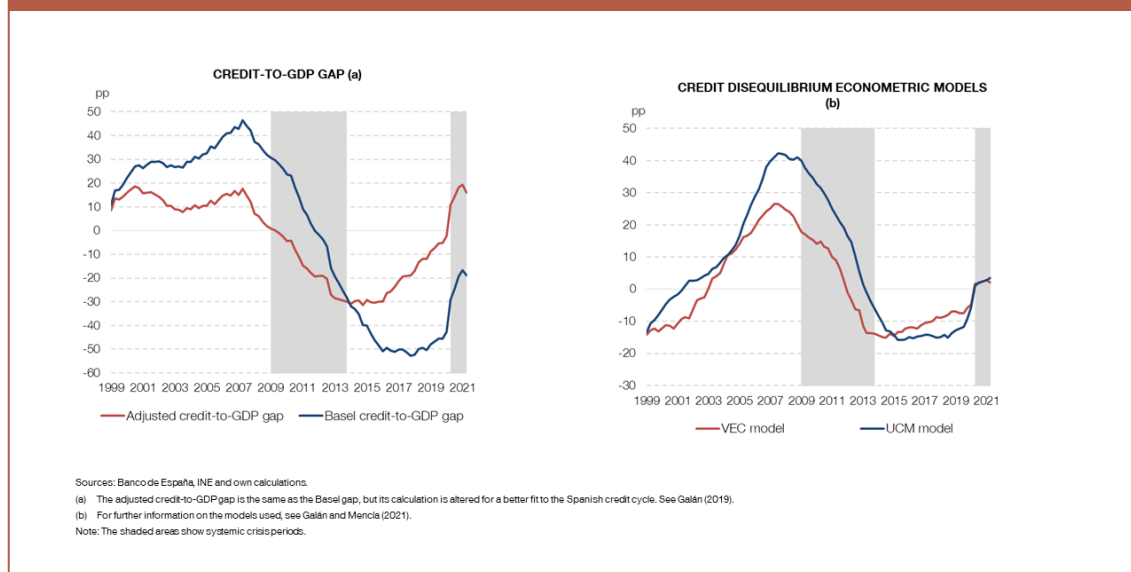 CREDIT-TO-GDP GAP (a)
pp
50
40
30
20
10
0
-10
-20
-30
-40
-50
-60
1999 2001 2003 2005 2007 2009 2011 2013 2015 2017 2019 2021
Adjusted credit-to-GDP gap Basel credit-to-GDP gap
CREDIT DISEQUILIBRIUM ECONOMETRIC MODELS
(b)
pp
50
40
30
20
10
0
-10
-20
-30
1999 2001 2003 2005 2007 2009 2011 2013 2015 2017 2019 2021
VEC model UCM model
Sources: Banco de España, INE and own calculations.
(a) The adjusted credit-to-GDP gap is the same as the Basel gap, but its calculation is altered for a better fit to the Spanish credit cycle. See Galán (2019).
(b) For further information on the models used, see Galán and Mencía (2021).
Note: The shaded areas show systemic crisis periods.